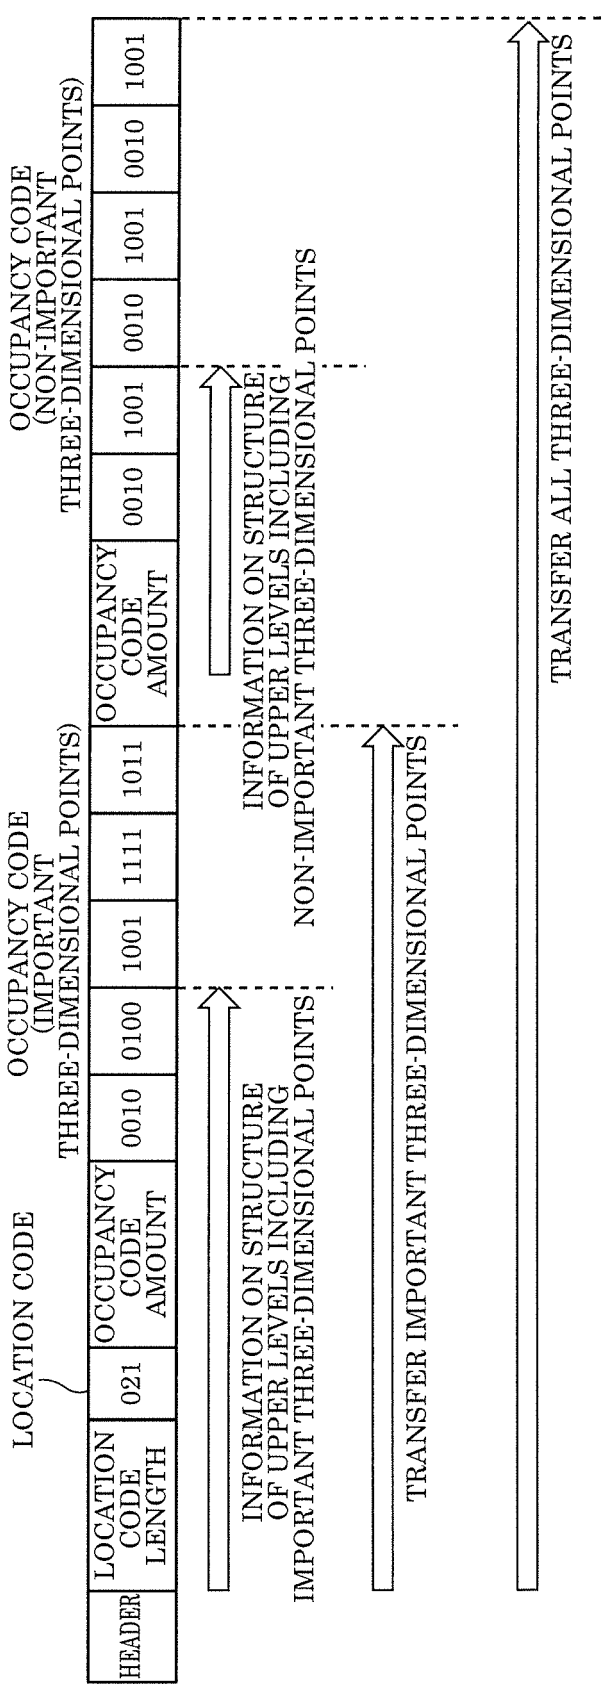 LOCATION CODE
OCCUPANCY CODE
(IMPORTANT
THREE-DIMENSIONAL POINTS)
OCCUPANCY CODE
(NON-IMPORTANT
THREE-DIMENSIONAL POINTS)
HEADER
LOCATION
CODE
LENGTH
021
OCCUPANCY
CODE
AMOUNT
0010
0100
1001
1111
1011
OCCUPANCY
CODE
AMOUNT
0010
1001
0010
1001
0010
1001
INFORMATION ON STRUCTURE
OF UPPER LEVELS INCLUDING
IMPORTANT THREE-DIMENSIONAL POINTS
INFORMATION ON STRUCTURE
OF UPPER LEVELS INCLUDING
NON-IMPORTANT THREE-DIMENSIONAL POINTS
TRANSFER IMPORTANT THREE-DIMENSIONAL POINTS
TRANSFER ALL THREE-DIMENSIONAL POINTS